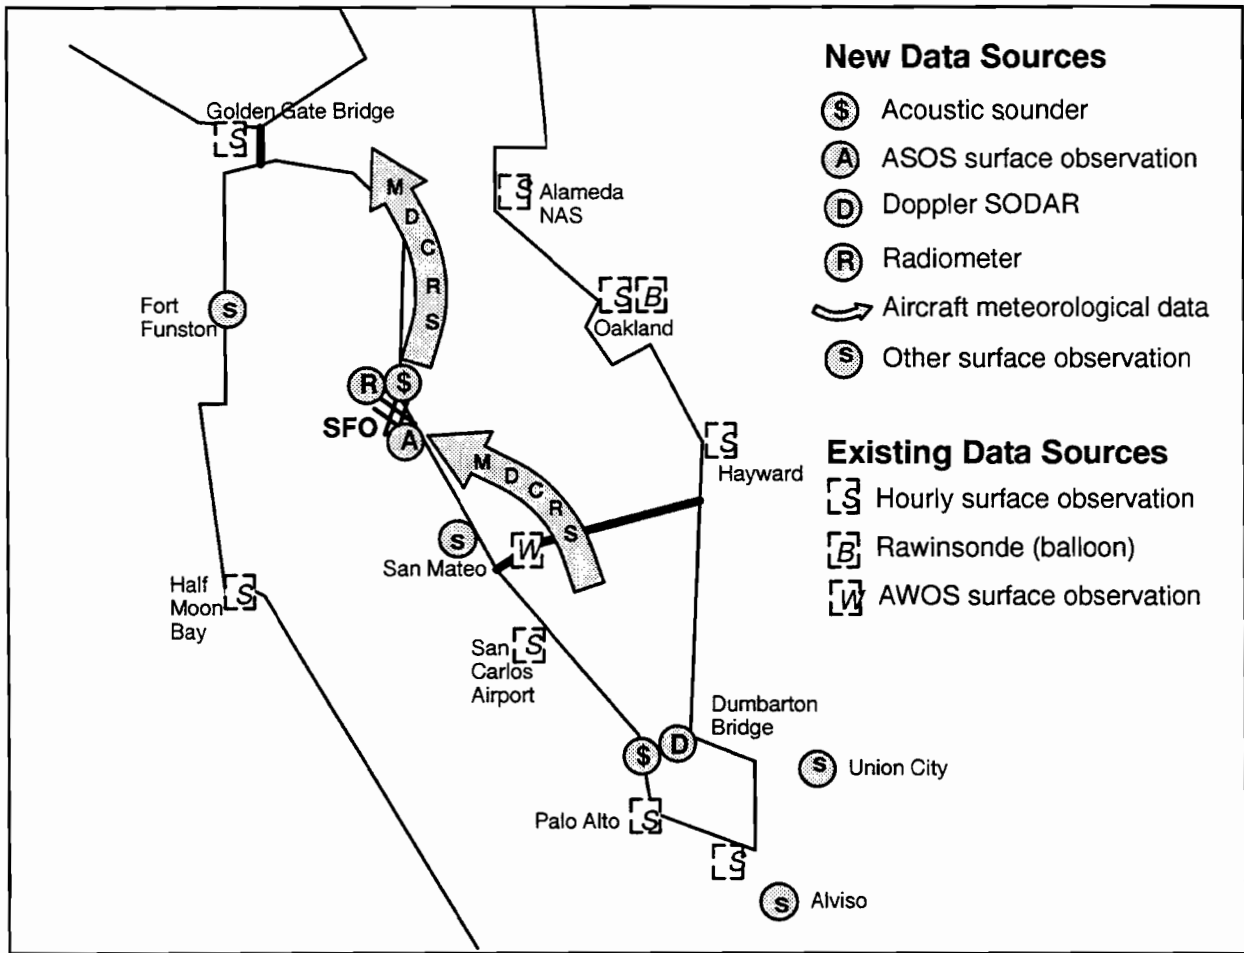 New Data Sources
$ Acoustic sounder
A ASOS surface observation
D Doppler SODAR
R Radiometer
Aircraft meteorological data
S Other surface observation
Existing Data Sources
S Hourly surface observation
B Rawinsonde (balloon)
W AWOS surface observation
Golden Gate Bridge
S
MDCRS
S Alameda
NAS
Fort
Funston
S
S B
Oakland
R $
SFO
A
MDCRS
S
Hayward
S
San Mateo
W
Half
Moon
Bay
S
San
Carlos
Airport
S
Dumbarton
Bridge
$ D
S Union City
Palo Alto S
S
S Alviso